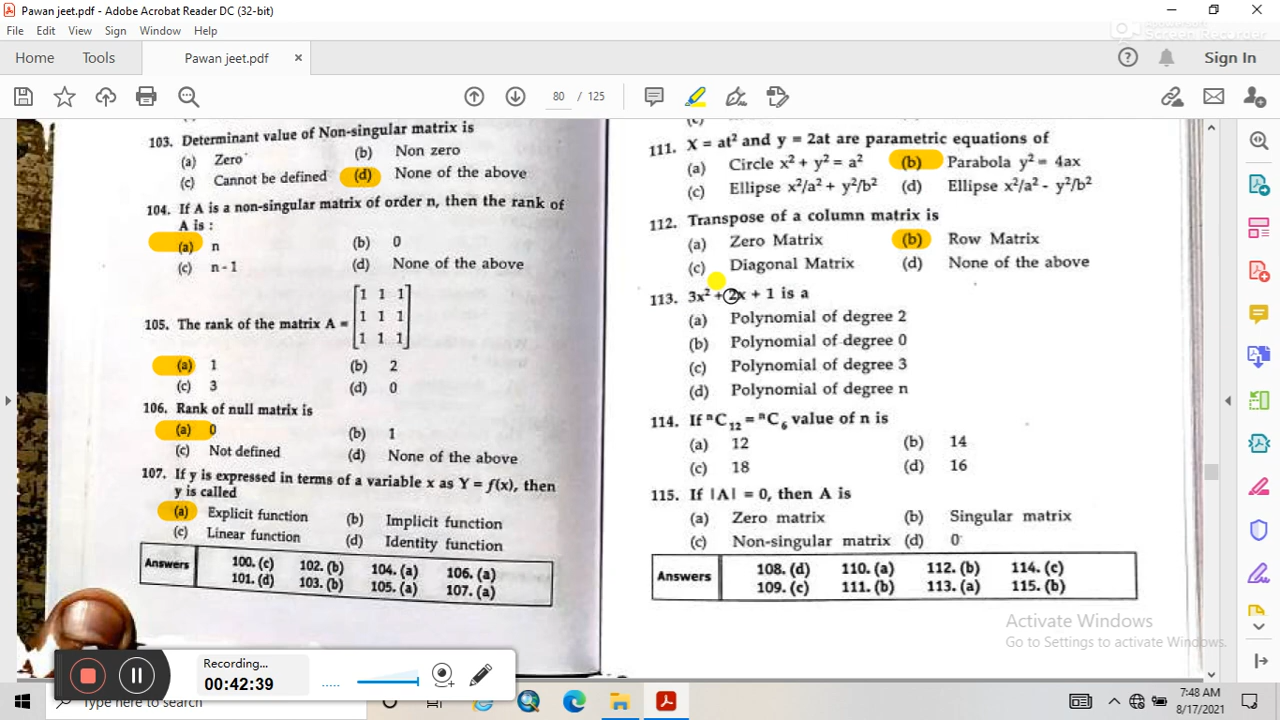 Pawan jeet.pdf - Adobe Acrobat Reader DC (32-bit)
File Edit View Sign Window Help
Home Tools Pawan jeet.pdf × Sign In
80 / 125
103. Determinant value of Non-singular matrix is
(a) Zero (b) Non zero
(c) Cannot be defined (d) None of the above
104. If A is a non-singular matrix of order n, then the rank of
A is :
(a) n (b) 0
(c) n - 1 (d) None of the above
105. The rank of the matrix A = [1 1 1]
1 1 1
1 1 1
(a) 1 (b) 2
(c) 3 (d) 0
106. Rank of null matrix is
(a) 0 (b) 1
(c) Not defined (d) None of the above
107. If y is expressed in terms of a variable x as Y = f(x), then
y is called
(a) Explicit function (b) Implicit function
(c) Linear function (d) Identity function
Answers 100. (c) 102. (b) 104. (a) 106. (a)
101. (d) 103. (b) 105. (a) 107. (a)
111. X = at² and y = 2at are parametric equations of
(a) Circle x² + y² = a² (b) Parabola y² = 4ax
(c) Ellipse x²/a² + y²/b² (d) Ellipse x²/a² - y²/b²
112. Transpose of a column matrix is
(a) Zero Matrix (b) Row Matrix
(c) Diagonal Matrix (d) None of the above
113. 3x² + 2x + 1 is a
(a) Polynomial of degree 2
(b) Polynomial of degree 0
(c) Polynomial of degree 3
(d) Polynomial of degree n
114. If ⁿC₁₂ = ⁿC₆ value of n is
(a) 12 (b) 14
(c) 18 (d) 16
115. If |A| = 0, then A is
(a) Zero matrix (b) Singular matrix
(c) Non-singular matrix (d) 0
Answers 108. (d) 110. (a) 112. (b) 114. (c)
109. (c) 111. (b) 113. (a) 115. (b)
Activate Windows
Go to Settings to activate Windows.
Recording...
00:42:39
Type here to search
7:48 AM
8/17/2021
Screen Recorder